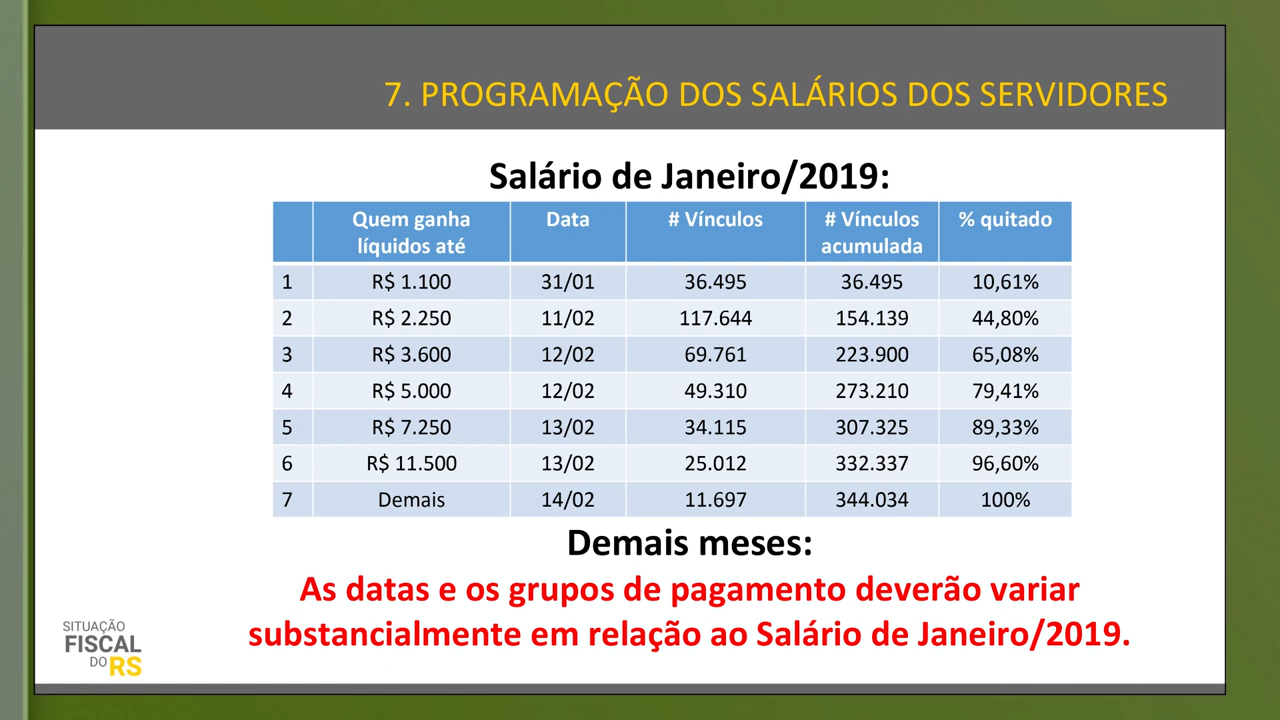 7. PROGRAMAÇÃO DOS SALÁRIOS DOS SERVIDORES
Salário de Janeiro/2019:
Quem ganha líquidos até Data # Vínculos # Vínculos acumulada % quitado
1 R$ 1.100 31/01 36.495 36.495 10,61%
2 R$ 2.250 11/02 117.644 154.139 44,80%
3 R$ 3.600 12/02 69.761 223.900 65,08%
4 R$ 5.000 12/02 49.310 273.210 79,41%
5 R$ 7.250 13/02 34.115 307.325 89,33%
6 R$ 11.500 13/02 25.012 332.337 96,60%
7 Demais 14/02 11.697 344.034 100%
Demais meses:
As datas e os grupos de pagamento deverão variar
substancialmente em relação ao Salário de Janeiro/2019.
SITUAÇÃO
FISCAL
DO RS